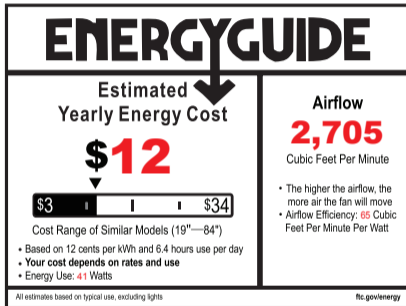 ENERGYGUIDE
Estimated
Yearly Energy Cost
$12
$3
$34
Cost Range of Similar Models (19"—84")
• Based on 12 cents per kWh and 6.4 hours use per day
• Your cost depends on rates and use
• Energy Use: 41 Watts
Airflow
2,705
Cubic Feet Per Minute
• The higher the airflow, the
more air the fan will move
• Airflow Efficiency: 65 Cubic
Feet Per Minute Per Watt
All estimates based on typical use, excluding lights
ftc.gov/energy